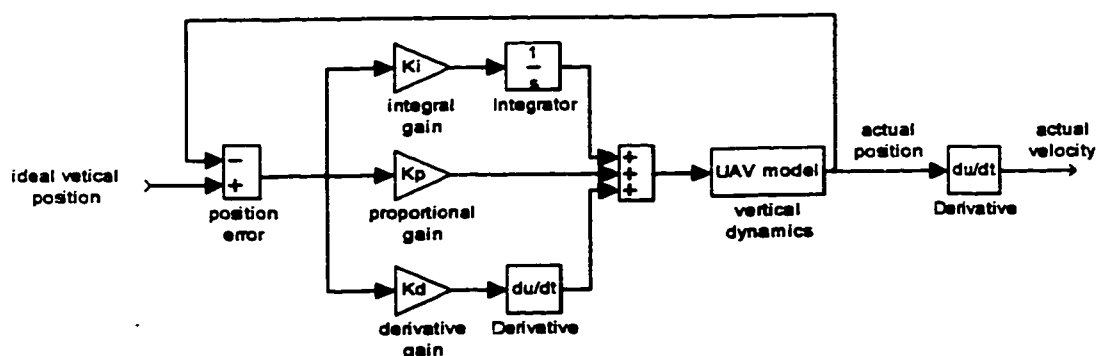 Ki
integral
gain
1
s
Integrator
ideal vetical
position
−
+
position
error
Kp
proportional
gain
+
+
+
UAV model
vertical
dynamics
actual
position
du/dt
Derivative
actual
velocity
Kd
derivative
gain
du/dt
Derivative